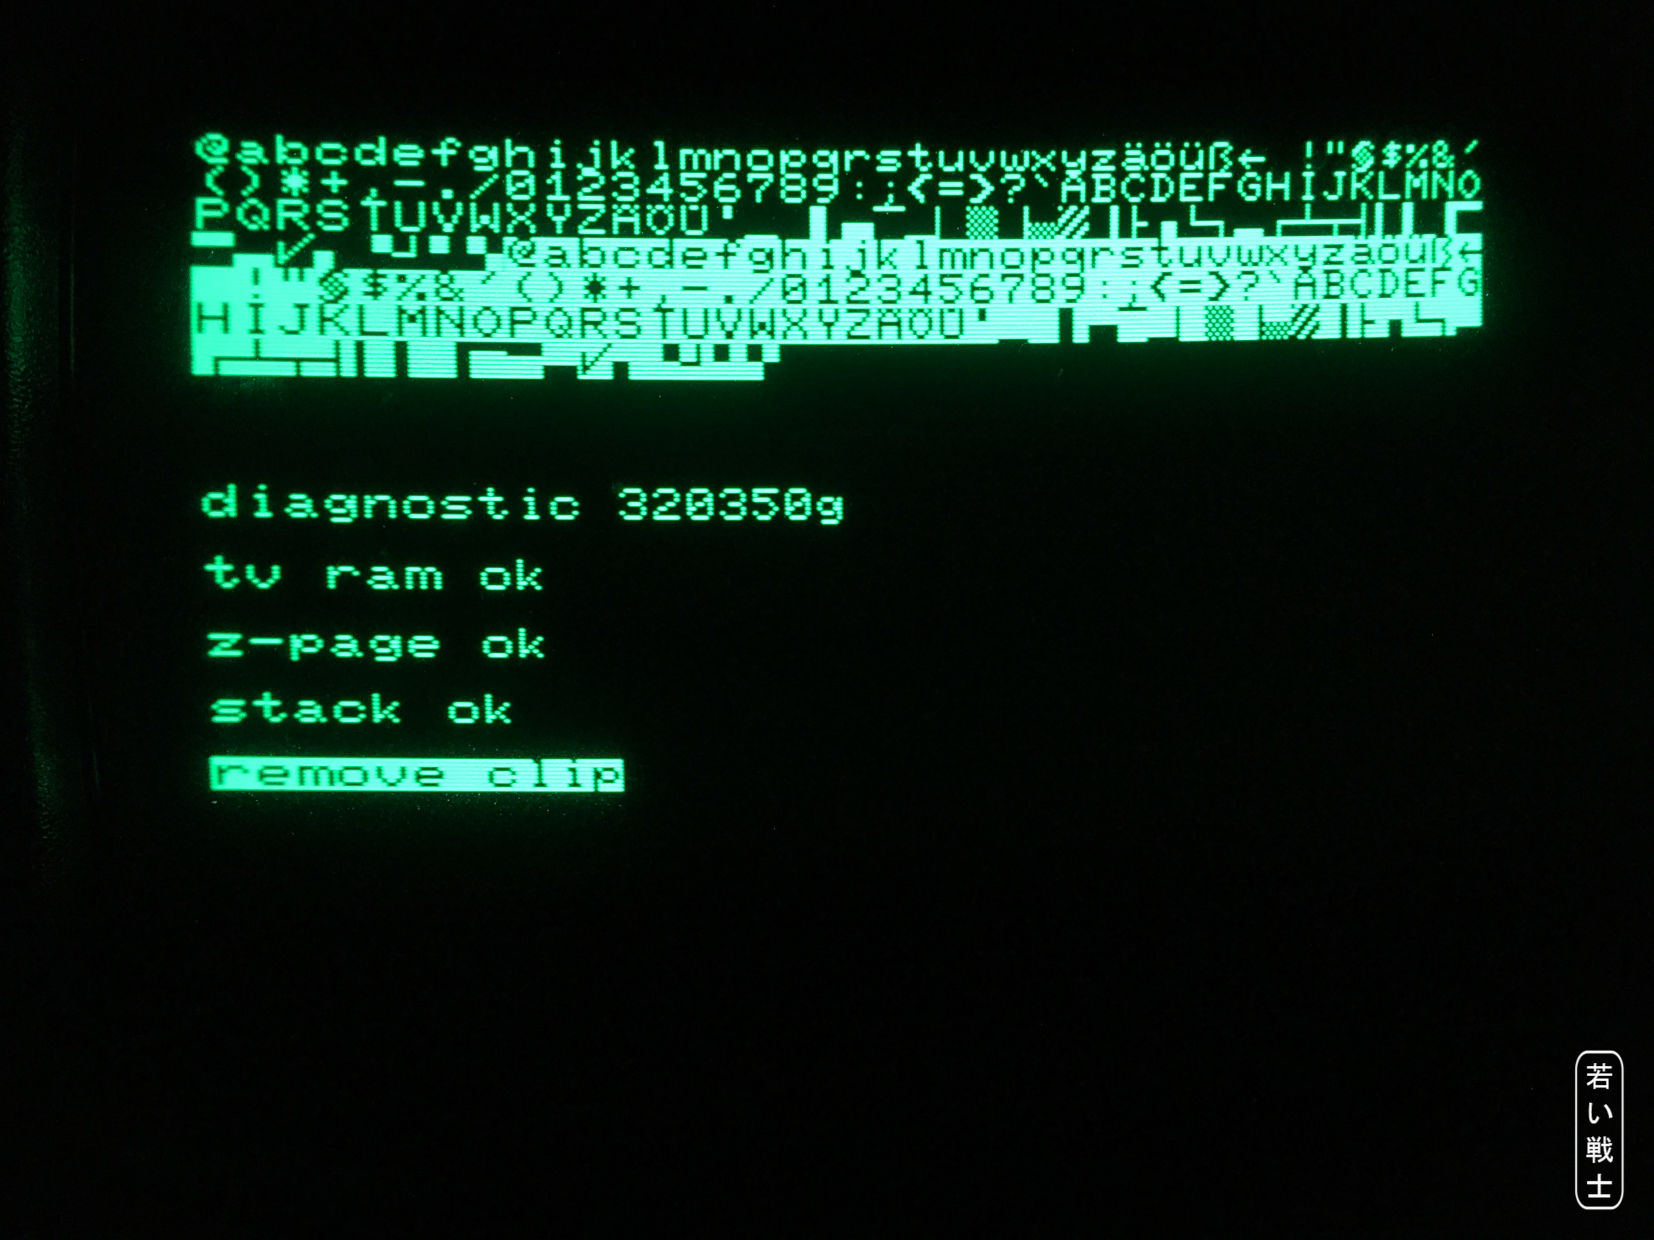 @abcdefghijklmnopqrstuvwxyzäöüß← !"§$%&´
()*+,-./0123456789:;<=>?`ABCDEFGHIJKLMNO
PQRSTUVWXYZÄÖÜ'
@abcdefghijklmnopqrstuvwxyzäöüß←
!"§$%&´()*+,-./0123456789:;<=>?`ABCDEFG
HIJKLMNOPQRSTUVWXYZÄÖÜ'
diagnostic 320350g
tv ram ok
z-page ok
stack ok
remove clip
若い戦士